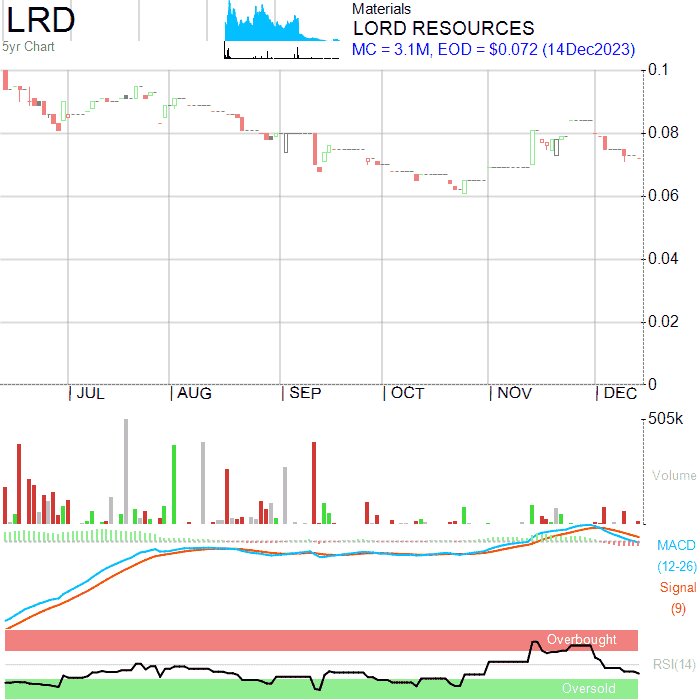 LRD
5yr Chart
Materials
LORD RESOURCES
MC = 3.1M, EOD = $0.072 (14Dec2023)
0.1
0.08
0.06
0.04
0.02
0
JUL AUG SEP OCT NOV DEC
505k
Volume
MACD
(12-26)
Signal
(9)
Overbought
RSI(14)
Oversold